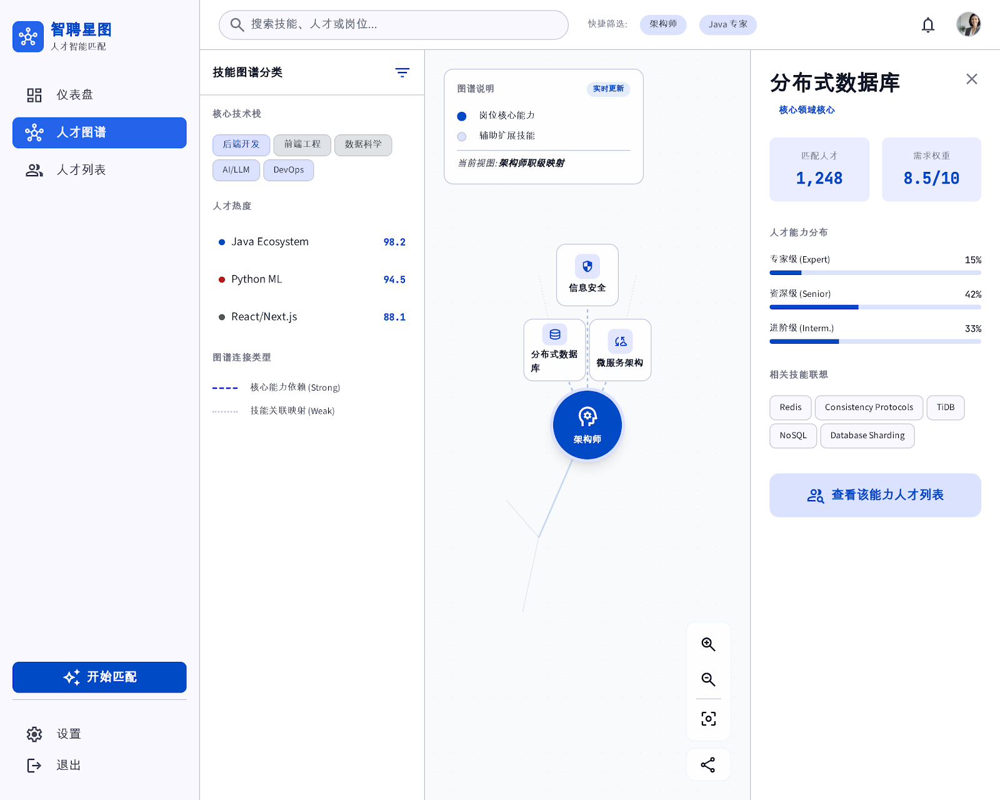 智聘星图
人才智能匹配
仪表盘
人才图谱
人才列表
开始匹配
设置
退出
搜索技能、人才或岗位...
快捷筛选:
架构师
Java 专家
技能图谱分类
核心技术栈
后端开发
前端工程
数据科学
AI/LLM
DevOps
人才热度
Java Ecosystem
98.2
Python ML
94.5
React/Next.js
88.1
图谱连接类型
核心能力依赖 (Strong)
技能关联映射 (Weak)
图谱说明
实时更新
岗位核心能力
辅助扩展技能
当前视图: 架构师职级映射
信息安全
分布式数据
库
微服务架构
架构师
分布式数据库
核心领域核心
匹配人才
1,248
需求权重
8.5/10
人才能力分布
专家级 (Expert)
15%
资深级 (Senior)
42%
进阶级 (Interm.)
33%
相关技能联想
Redis
Consistency Protocols
TiDB
NoSQL
Database Sharding
查看该能力人才列表